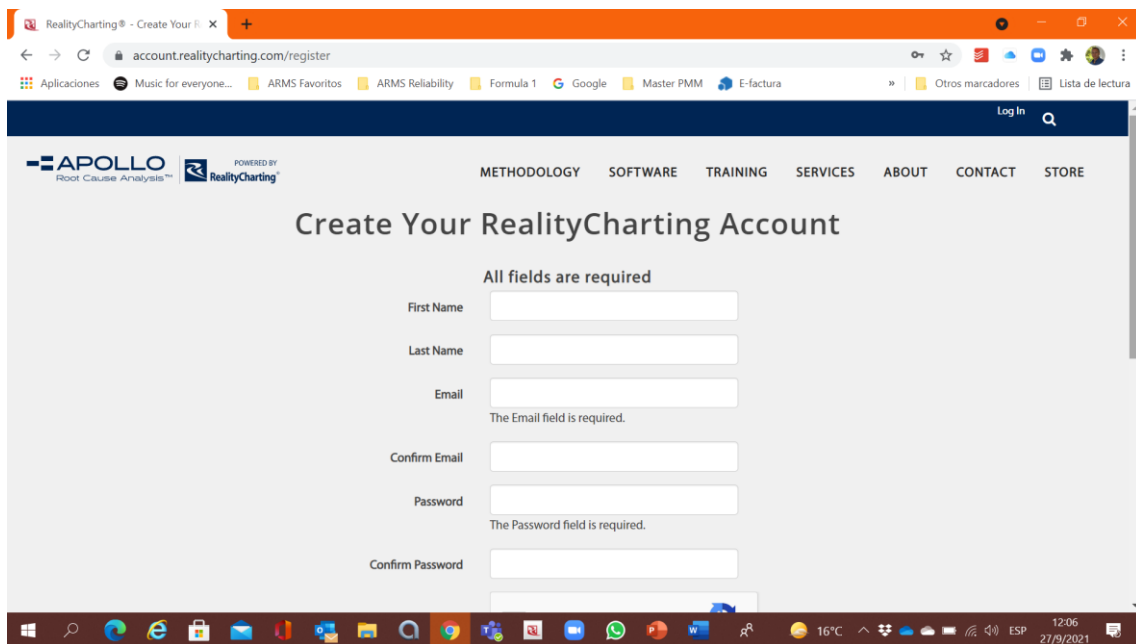 RealityCharting® - Create Your R
account.realitycharting.com/register
Aplicaciones Music for everyone... ARMS Favoritos ARMS Reliability Formula 1 Google Master PMM E-factura » Otros marcadores Lista de lectura
Log In
APOLLO
Root Cause Analysis™
POWERED BY
RealityCharting®
METHODOLOGY SOFTWARE TRAINING SERVICES ABOUT CONTACT STORE
Create Your RealityCharting Account
All fields are required
First Name
Last Name
Email
The Email field is required.
Confirm Email
Password
The Password field is required.
Confirm Password
16°C ESP 12:06
27/9/2021